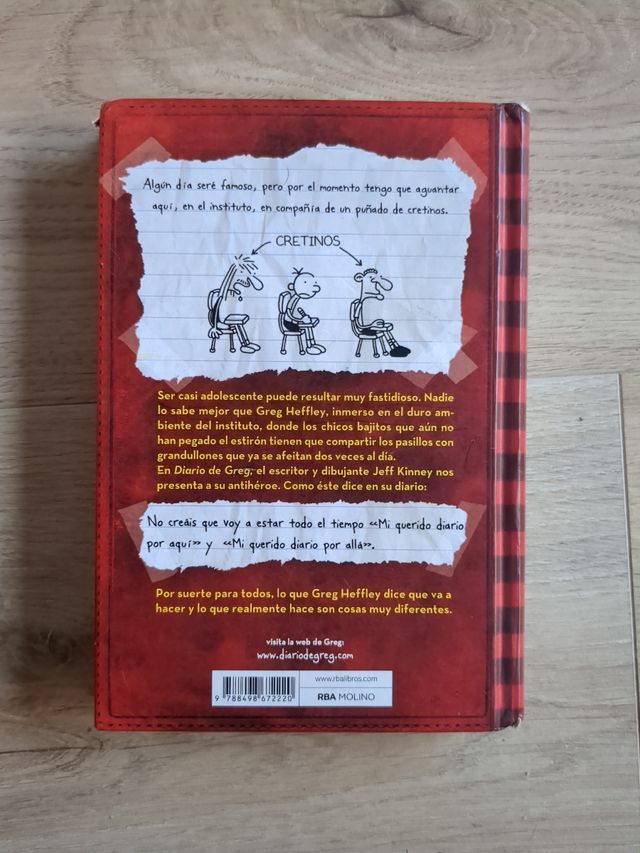 Algún día seré famoso, pero por el momento tengo que aguantar
aquí, en el instituto, en compañía de un puñado de cretinos.
CRETINOS
Ser casi adolescente puede resultar muy fastidioso. Nadie
lo sabe mejor que Greg Heffley, inmerso en el duro am-
biente del instituto, donde los chicos bajitos que aún no
han pegado el estirón tienen que compartir los pasillos con
grandullones que ya se afeitan dos veces al día.
En Diario de Greg, el escritor y dibujante Jeff Kinney nos
presenta a su antihéroe. Como éste dice en su diario:
No creáis que voy a estar todo el tiempo «Mi querido diario
por aquí» y «Mi querido diario por allá».
Por suerte para todos, lo que Greg Heffley dice que va a
hacer y lo que realmente hace son cosas muy diferentes.
visita la web de Greg:
www.diariodegreg.com
www.rbalibros.com
RBA MOLINO
9 788498 672220